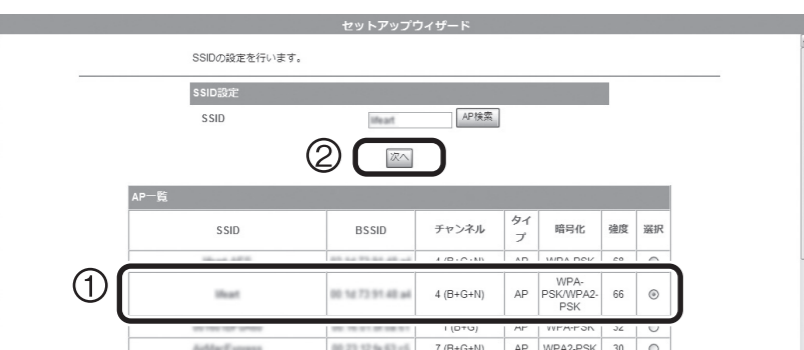 セットアップウィザード
SSIDの設定を行います。
SSID設定
SSID AP検索
② 次へ
AP一覧
SSID BSSID チャンネル タイプ 暗号化 強度 選択
4 (B+G+N) AP WPA-PSK 68
① 4 (B+G+N) AP WPA-PSK/WPA2-PSK 66
1 (B+G) AP WPA-PSK 32
7 (B+G+N) AP WPA2-PSK 30